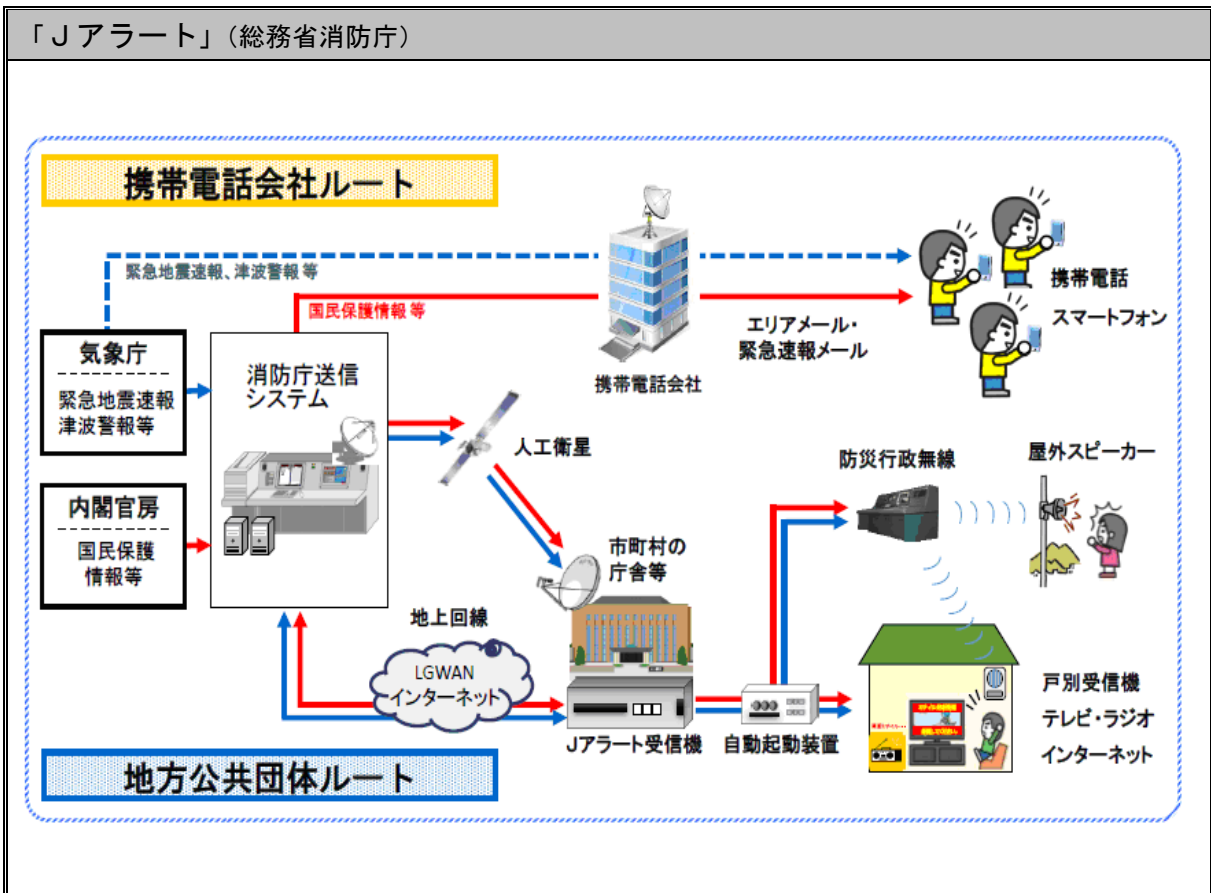 「Jアラート」(総務省消防庁)
携帯電話会社ルート
緊急地震速報、津波警報等
国民保護情報等
気象庁
緊急地震速報
津波警報等
消防庁送信
システム
内閣官房
国民保護
情報等
人工衛星
携帯電話会社
エリアメール・
緊急速報メール
携帯電話
スマートフォン
防災行政無線
屋外スピーカー
市町村の
庁舎等
地上回線
LGWAN
インターネット
Jアラート受信機
自動起動装置
戸別受信機
テレビ・ラジオ
インターネット
地方公共団体ルート